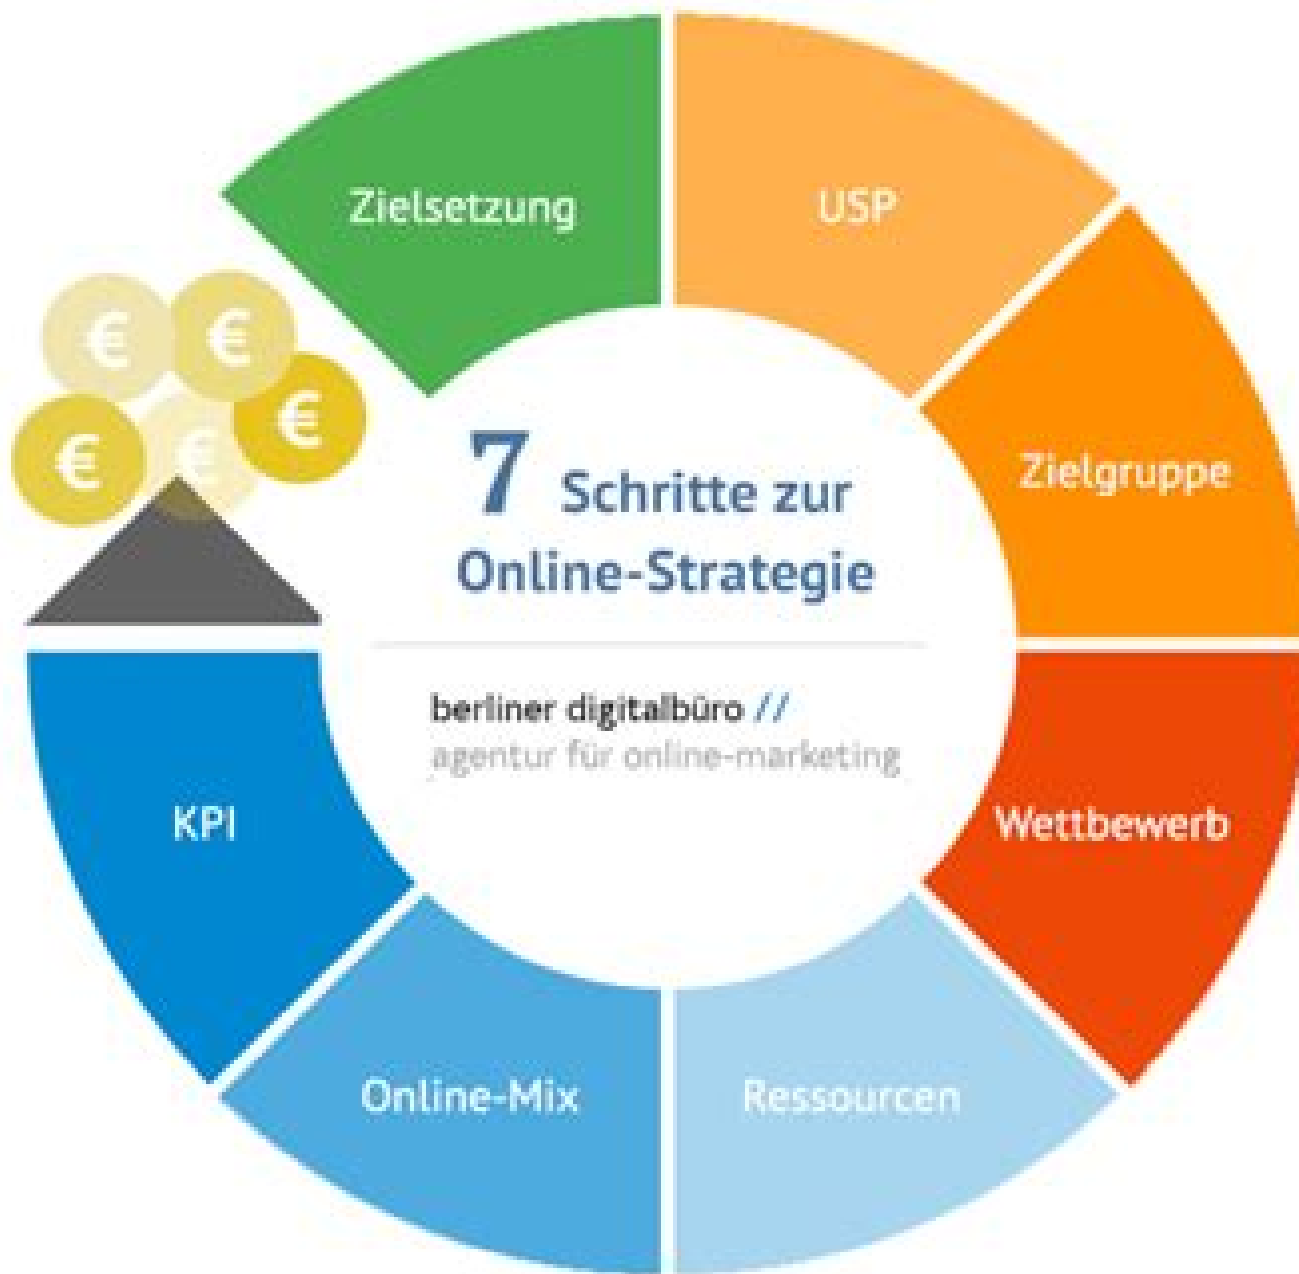 Zielsetzung
USP
Zielgruppe
Wettbewerb
Ressourcen
Online-Mix
KPI
€
€
€
€
€
7 Schritte zur
Online-Strategie
berliner digitalbüro //
agentur für online-marketing